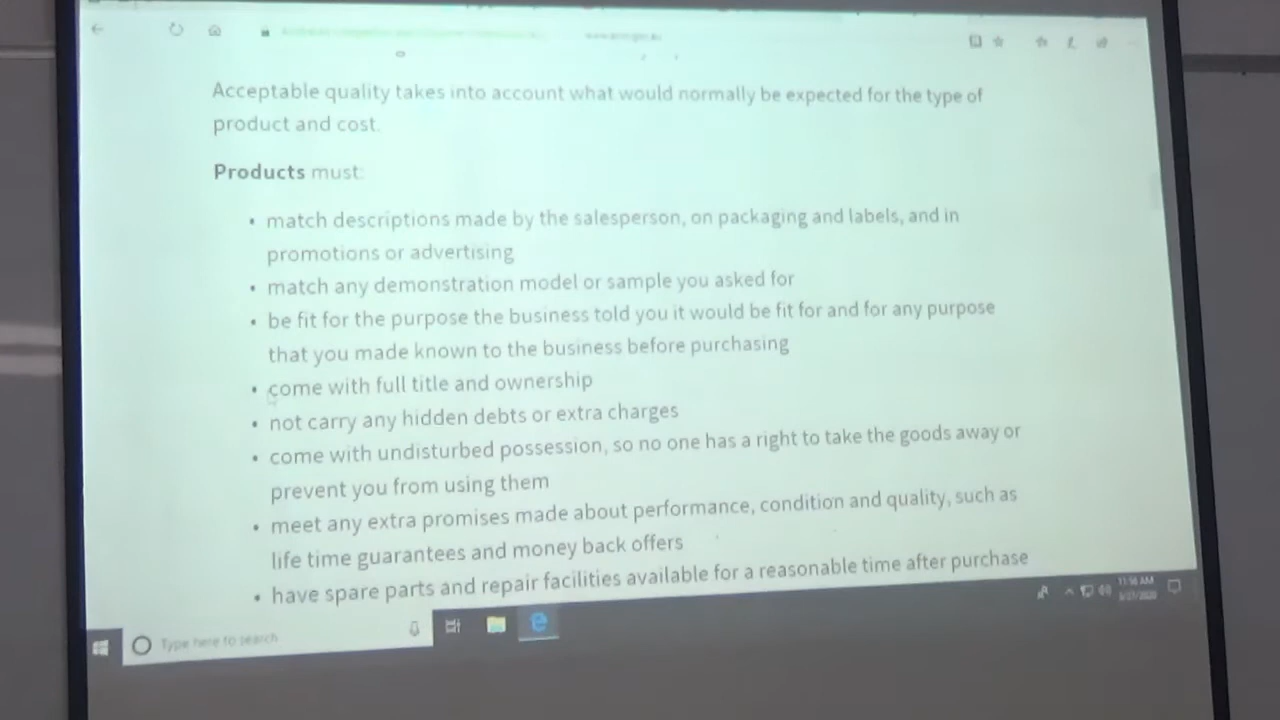 Acceptable quality takes into account what would normally be expected for the type of
product and cost.
Products must:
• match descriptions made by the salesperson, on packaging and labels, and in
promotions or advertising
• match any demonstration model or sample you asked for
• be fit for the purpose the business told you it would be fit for and for any purpose
that you made known to the business before purchasing
• come with full title and ownership
• not carry any hidden debts or extra charges
• come with undisturbed possession, so no one has a right to take the goods away or
prevent you from using them
• meet any extra promises made about performance, condition and quality, such as
life time guarantees and money back offers
• have spare parts and repair facilities available for a reasonable time after purchase
Type here to search
11:56 AM